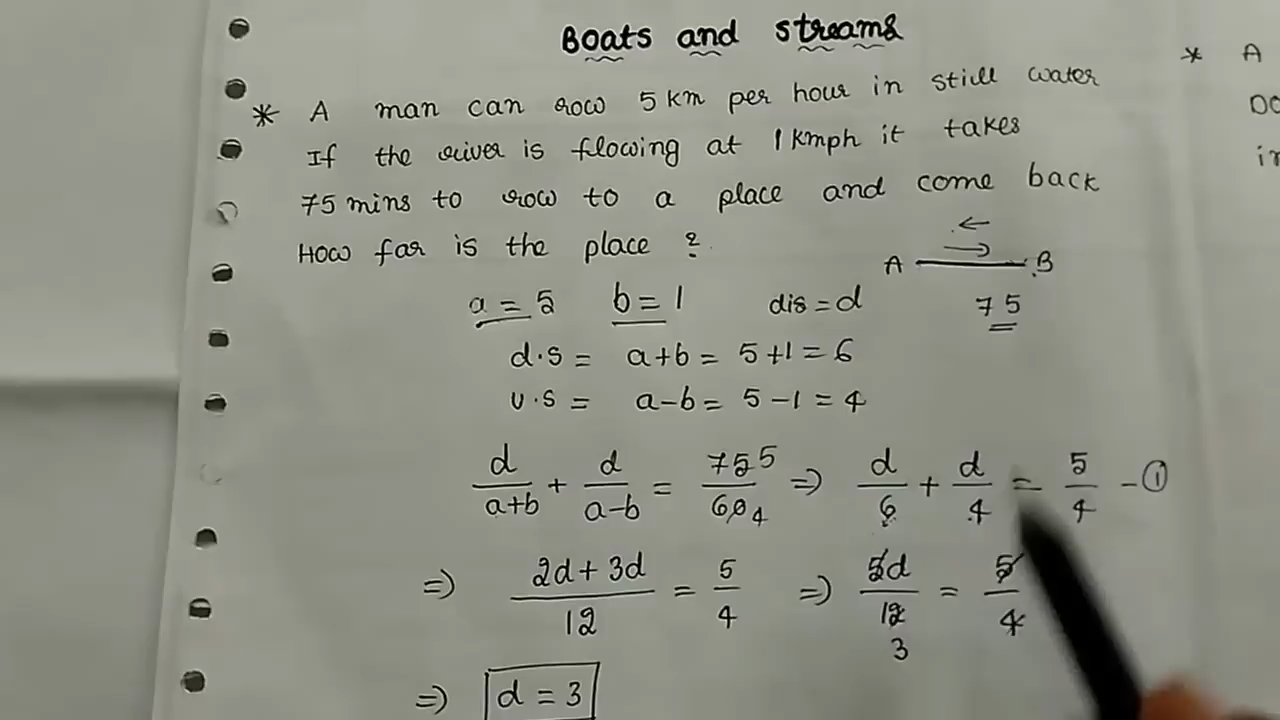 Boats and streams
* A man can row 5 km per hour in still water
If the river is flowing at 1 kmph it takes
75 mins to row to a place and come back
How far is the place ?
A B
75
a = 5 b = 1 dis = d
d.s = a+b = 5+1 = 6
u.s = a-b = 5-1 = 4
d/a+b + d/a-b = 75 5/60 4 => d/6 + d/4 = 5/4 - ①
=> 2d+3d/12 = 5/4 => 5d/12 3 = 5/4
=> d = 3
* A